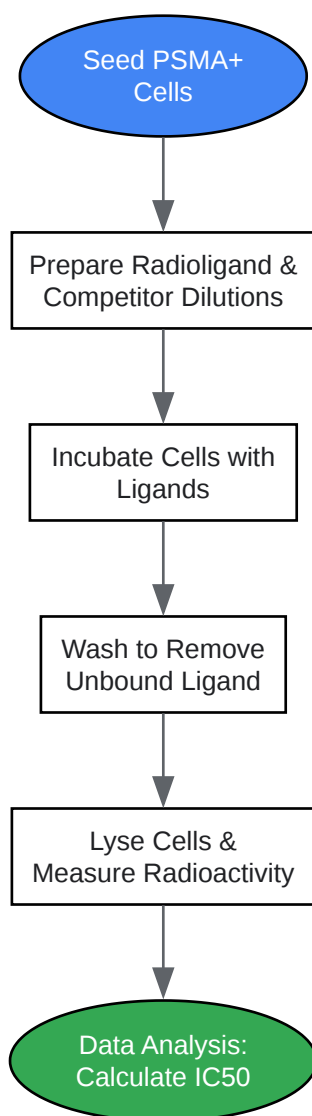 Seed PSMA+
Cells
Prepare Radioligand &
Competitor Dilutions
Incubate Cells with
Ligands
Wash to Remove
Unbound Ligand
Lyse Cells &
Measure Radioactivity
Data Analysis:
Calculate IC50